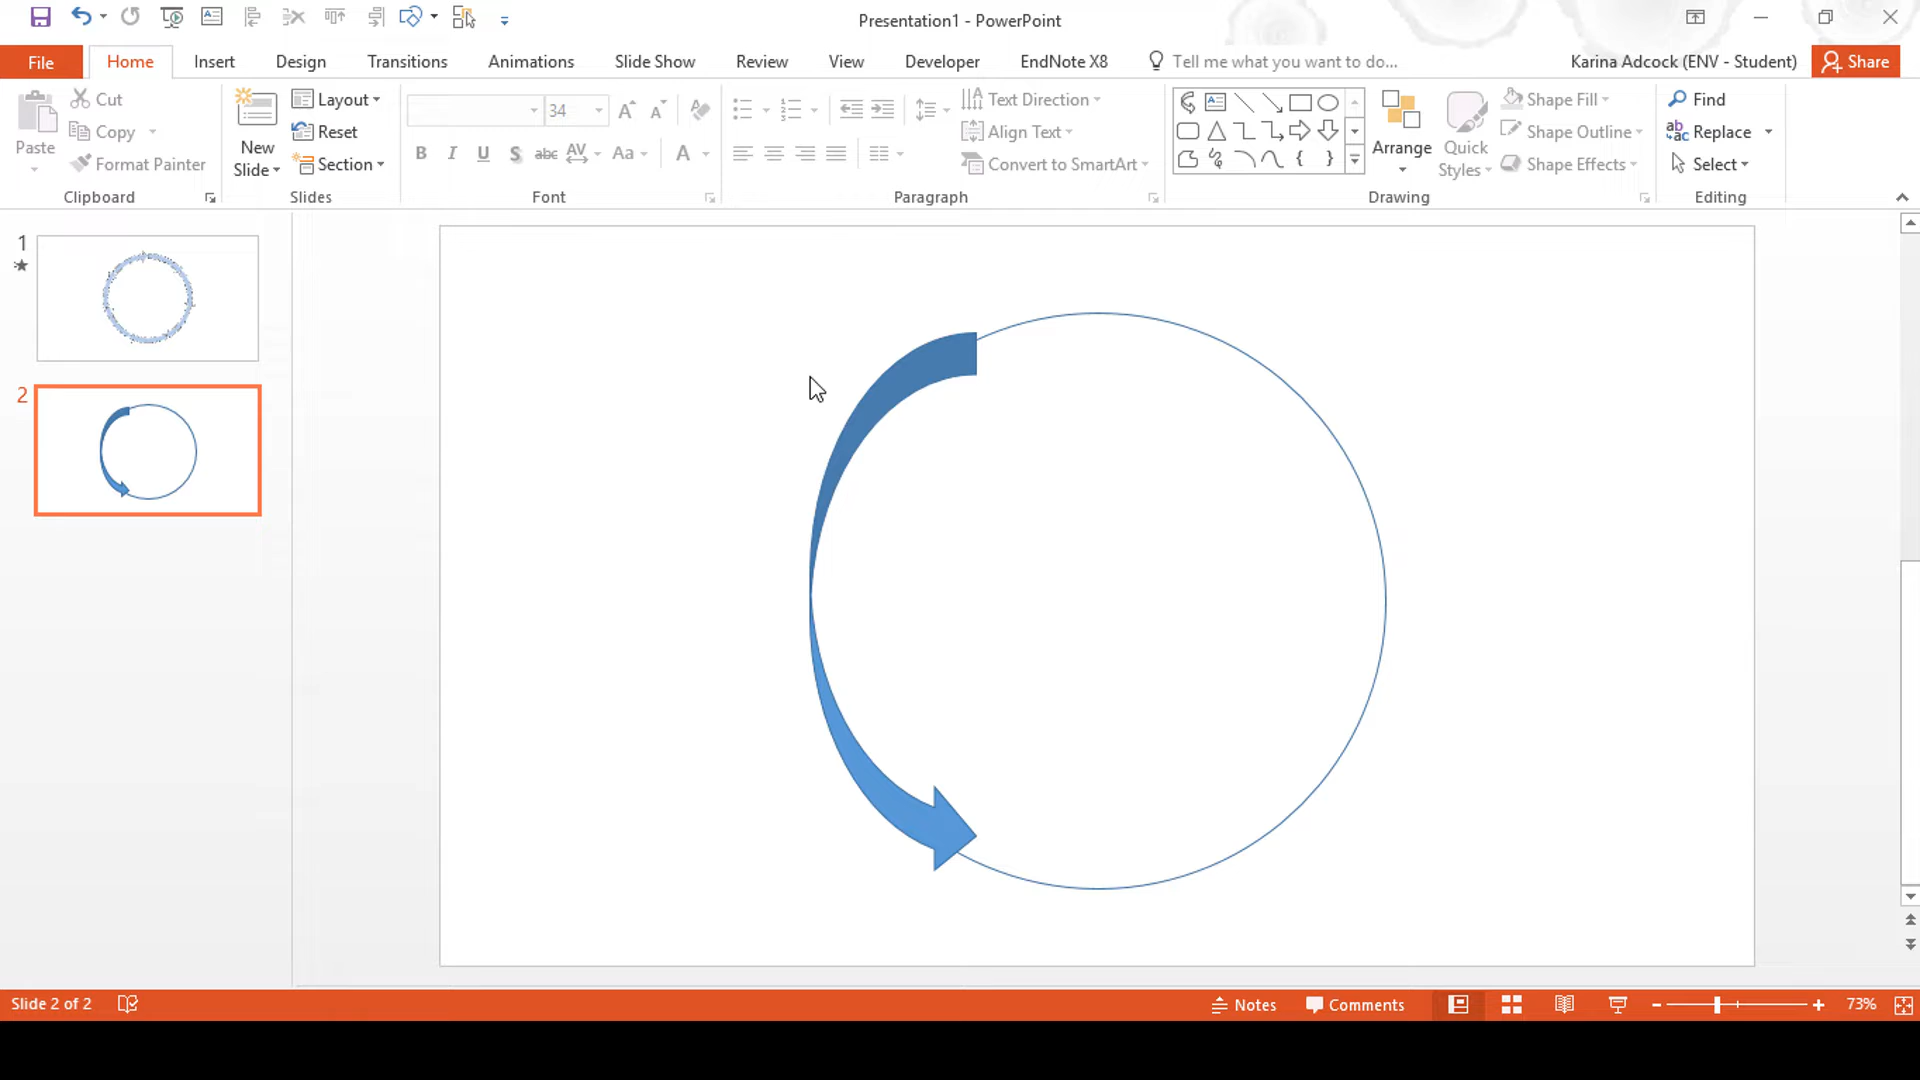 Presentation1 - PowerPoint
File Home Insert Design Transitions Animations Slide Show Review View Developer EndNote X8 Tell me what you want to do... Karina Adcock (ENV - Student) Share
Paste
Cut
Copy
Format Painter
Clipboard
New
Slide
Layout
Reset
Section
Slides
34
B I U S abc AV Aa A
Font
Text Direction
Align Text
Convert to SmartArt
Paragraph
Arrange
Quick
Styles
Shape Fill
Shape Outline
Shape Effects
Drawing
Find
Replace
Select
Editing
1
2
Slide 2 of 2 Notes Comments 73%